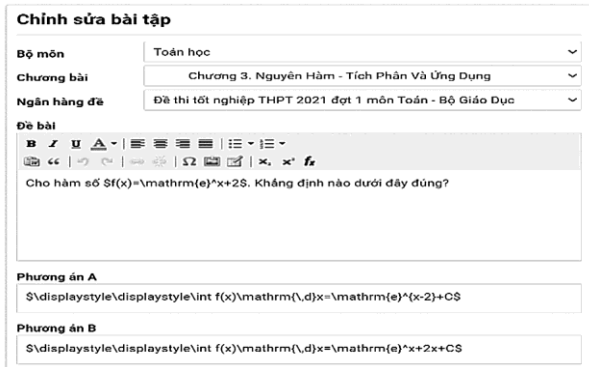 Chỉnh sửa bài tập
Bộ môn
Toán học
Chương bài
Chương 3. Nguyên Hàm - Tích Phân Và Ứng Dụng
Ngân hàng đề
Đề thi tốt nghiệp THPT 2021 đợt 1 môn Toán - Bộ Giáo Dục
Đề bài
B I U A
Ω x, x' fx
Cho hàm số $f(x)=\mathrm{e}^x+2$. Khẳng định nào dưới đây đúng?
Phương án A
$\displaystyle\displaystyle\int f(x)\mathrm{\,d}x=\mathrm{e}^{x-2}+C$
Phương án B
$\displaystyle\displaystyle\int f(x)\mathrm{\,d}x=\mathrm{e}^x+2x+C$